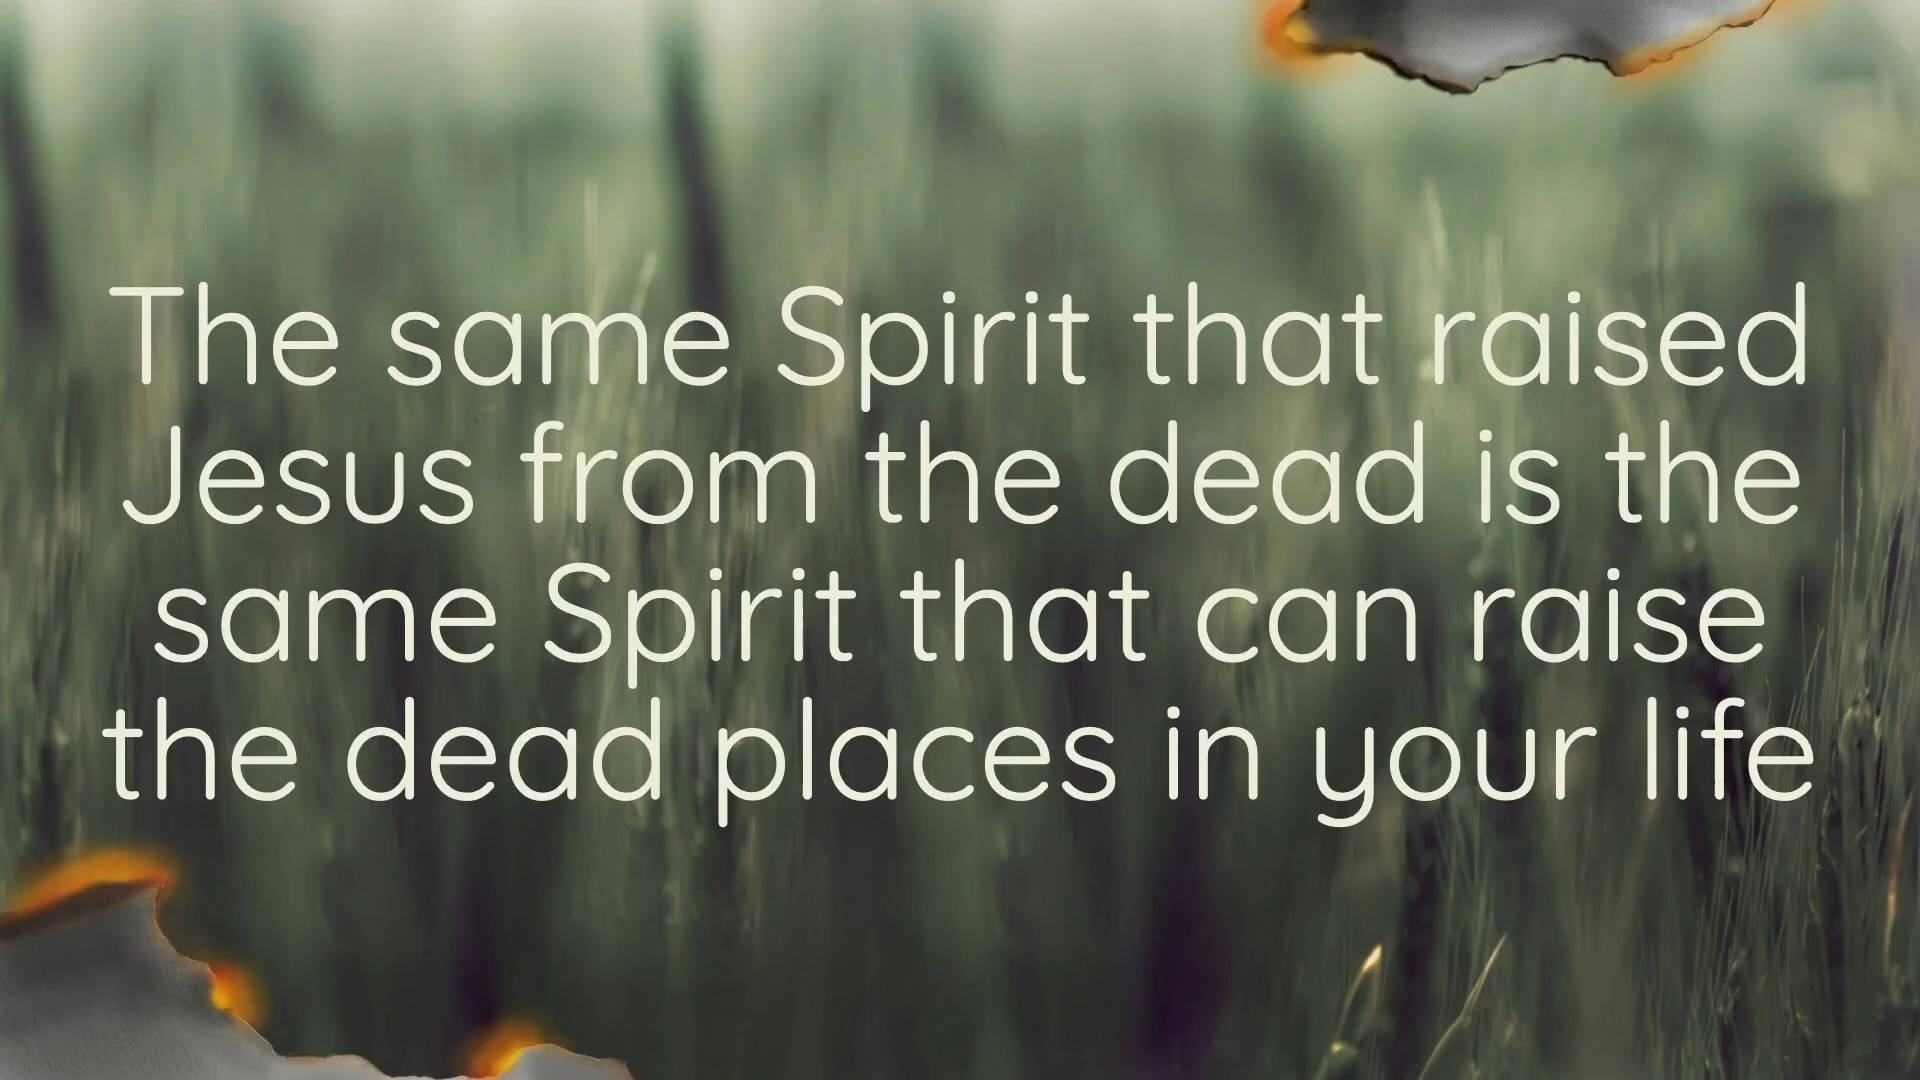 The same Spirit that raised
Jesus from the dead is the
same Spirit that can raise
the dead places in your life